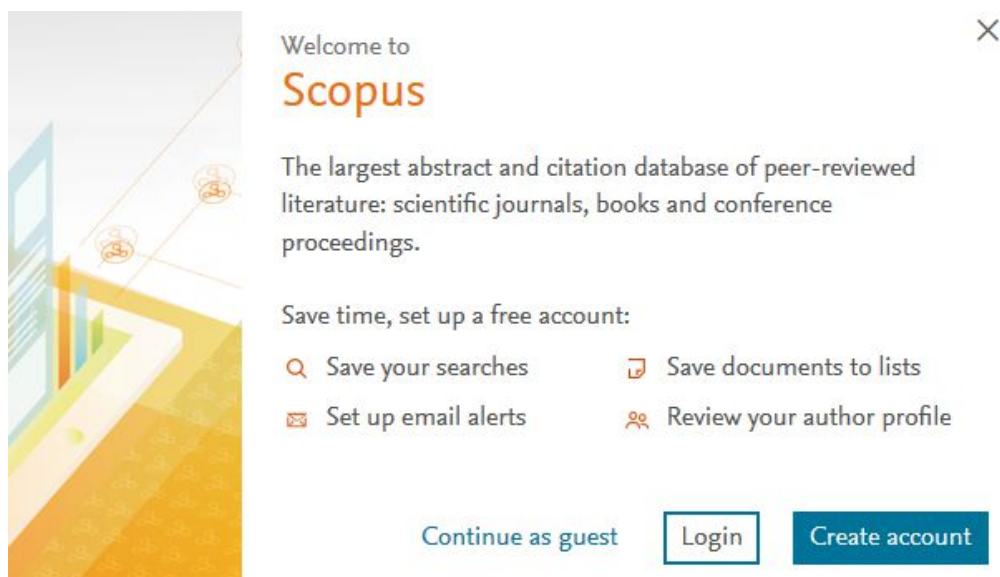 Welcome to
Scopus
The largest abstract and citation database of peer-reviewed
literature: scientific journals, books and conference
proceedings.
Save time, set up a free account:
Save your searches
Save documents to lists
Set up email alerts
Review your author profile
Continue as guest
Login
Create account